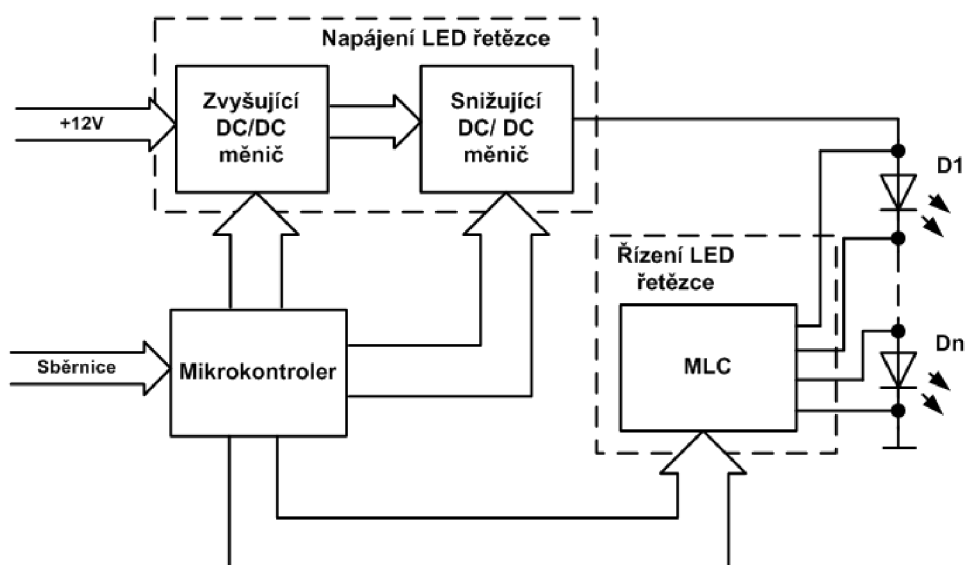 Napájení LED řetězce
Zvyšující
DC/DC
měnič
Snižující
DC/ DC
měnič
+12V
D1
Řízení LED
řetězce
Sběrnice
Mikrokontroler
MLC
Dn